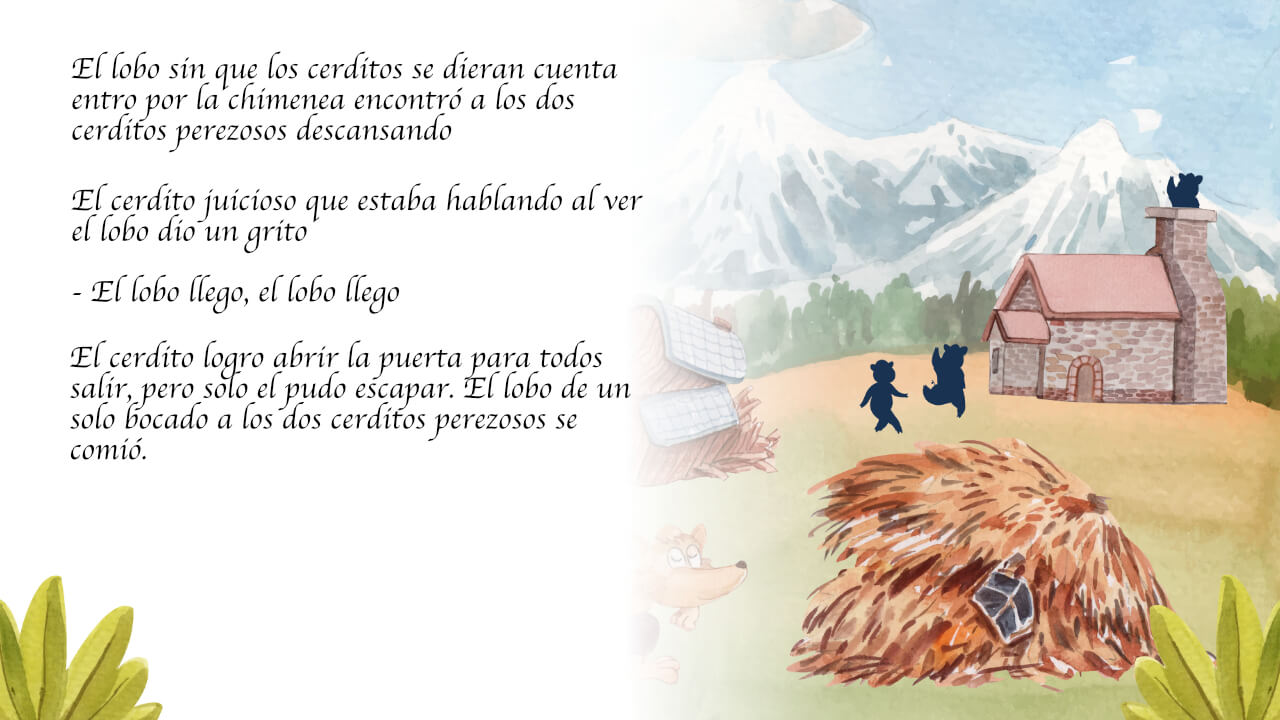 El lobo sin que los cerditos se dieran cuenta
entro por la chimenea encontró a los dos
cerditos perezosos descansando
El cerdito juicioso que estaba hablando al ver
el lobo dio un grito
- El lobo llego, el lobo llego
El cerdito logro abrir la puerta para todos
salir, pero solo el pudo escapar. El lobo de un
solo bocado a los dos cerditos perezosos se
comió.